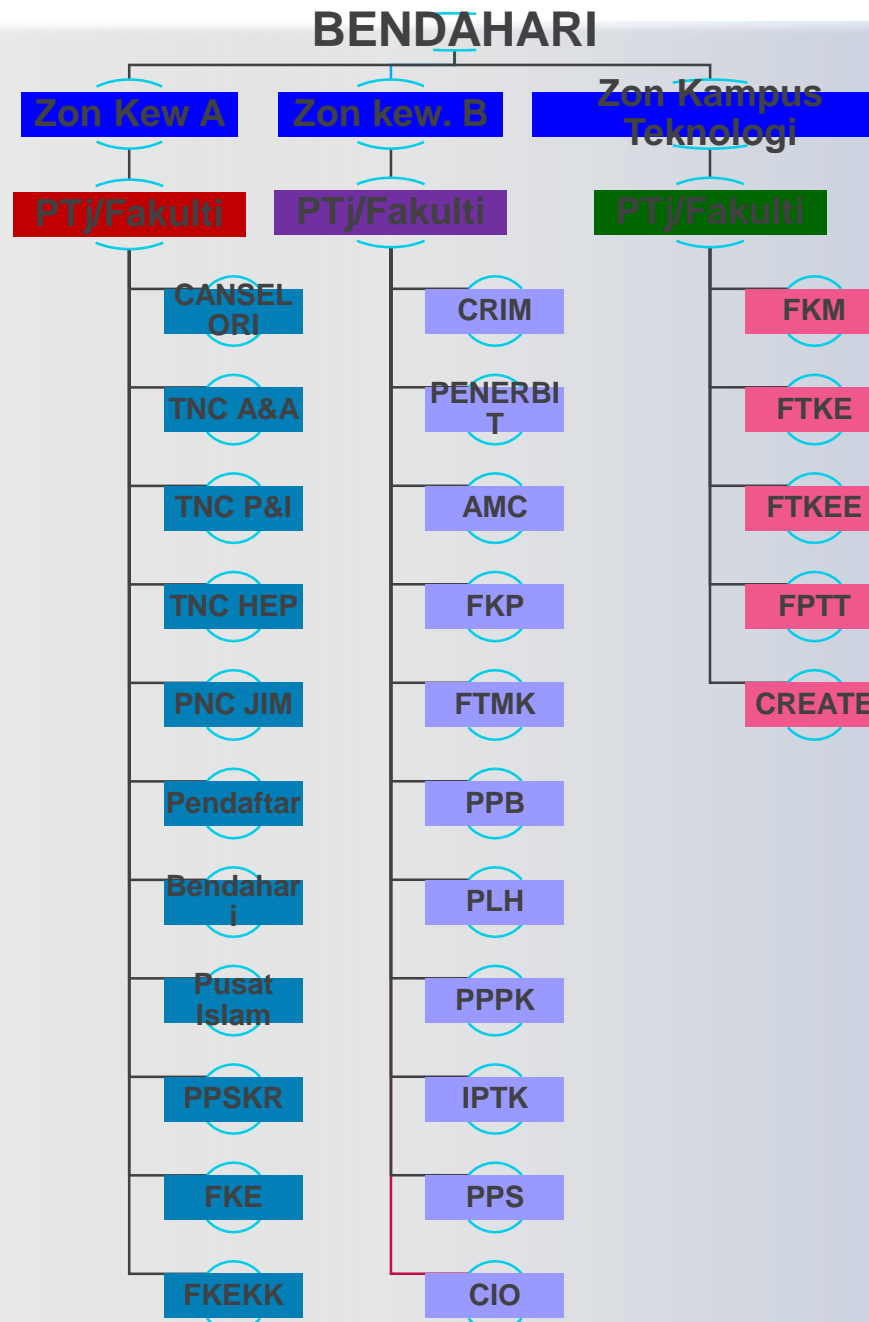 BENDAHARI
Zon Kew A
PTj/Fakulti
CANSEL
ORI
TNC A&A
TNC P&I
TNC HEP
PNC JIM
Pendaftar
Bendahar
i
Pusat
Islam
PPSKR
FKE
FKEKK
Zon kew. B
PTj/Fakulti
CRIM
PENERBI
T
AMC
FKP
FTMK
PPB
PLH
PPPK
IPTK
PPS
CIO
Zon Kampus
Teknologi
PTj/Fakulti
FKM
FTKE
FTKEE
FPTT
CREATE